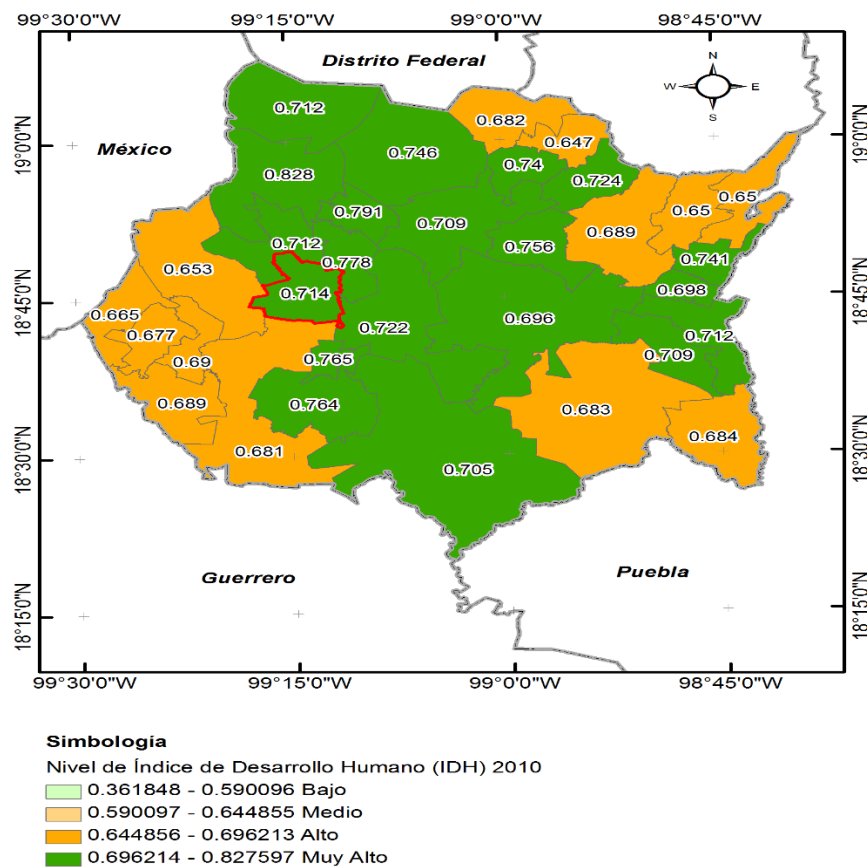 99°30'0"W 99°15'0"W 99°0'0"W 98°45'0"W
Distrito Federal
N
W E
S
México
19°0'0"N
19°0'0"N
0.712
0.682
0.647
0.746
0.74
0.724
0.828
0.791
0.709
0.65
0.65
0.689
0.712
0.756
0.778
0.741
0.653
0.714
0.698
18°45'0"N
18°45'0"N
0.665
0.677
0.722
0.696
0.712
0.709
0.69
0.765
0.689
0.764
0.683
0.684
0.681
0.705
18°30'0"N
18°30'0"N
Guerrero
Puebla
18°15'0"N
18°15'0"N
99°30'0"W 99°15'0"W 99°0'0"W 98°45'0"W
Simbología
Nivel de Índice de Desarrollo Humano (IDH) 2010
0.361848 - 0.590096 Bajo
0.590097 - 0.644855 Medio
0.644856 - 0.696213 Alto
0.696214 - 0.827597 Muy Alto